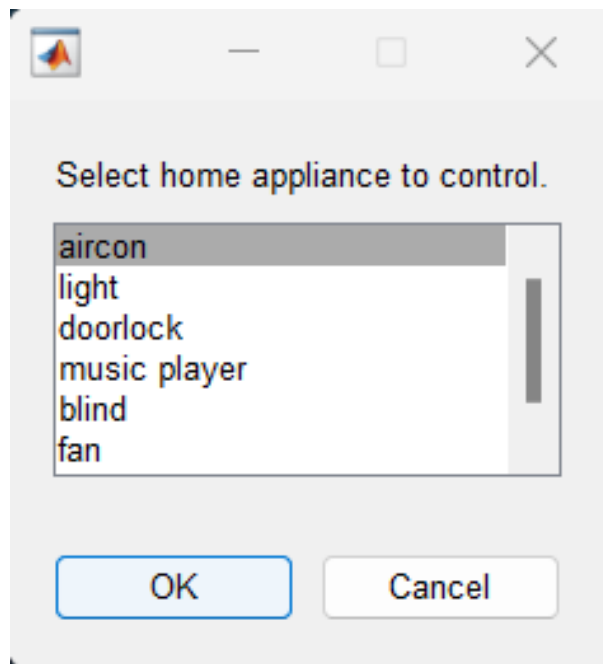 Select home appliance to control.
aircon
light
doorlock
music player
blind
fan
OK
Cancel